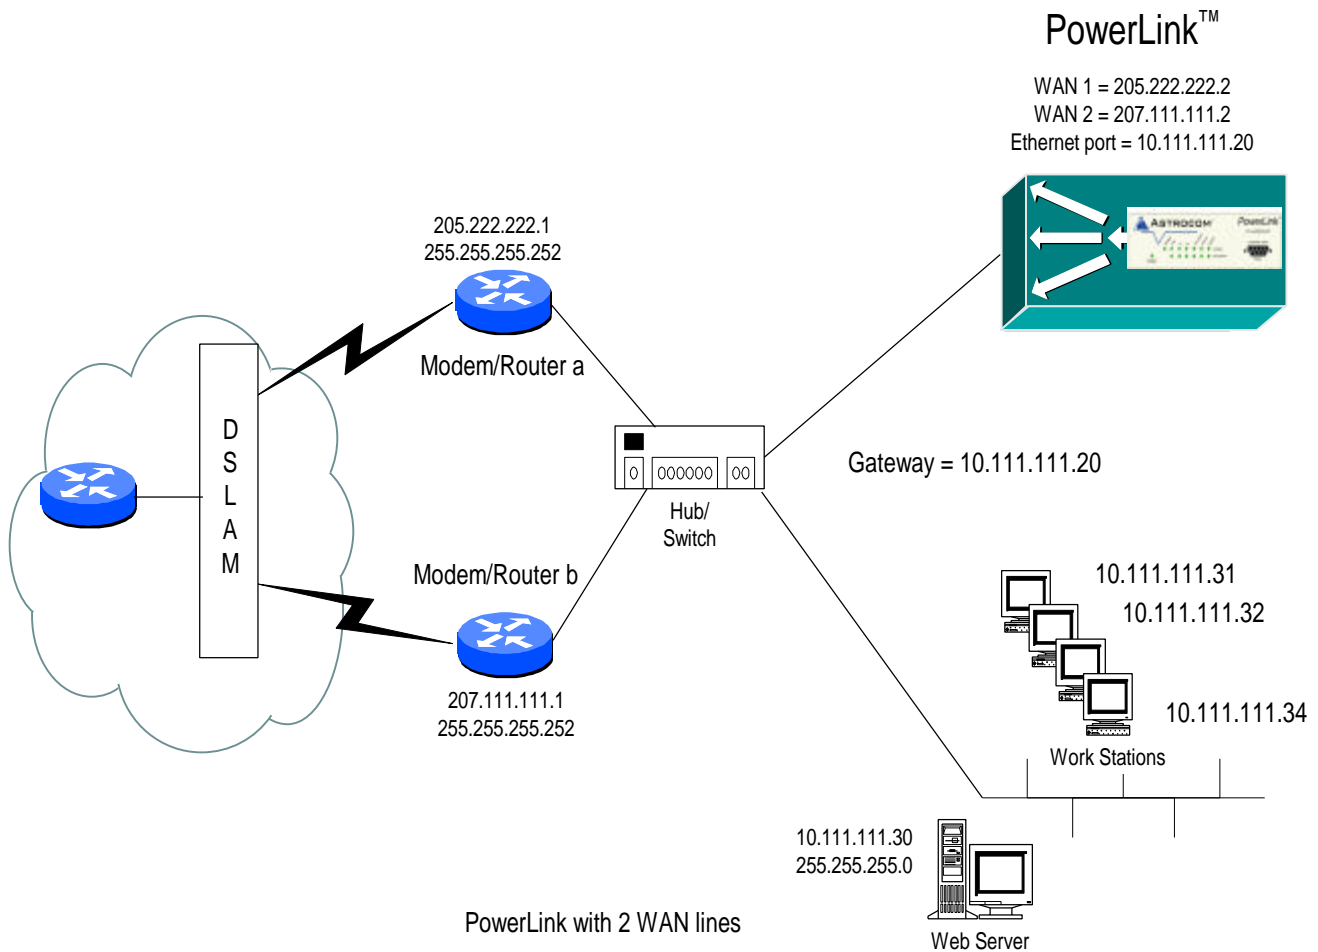 PowerLink™
WAN 1 = 205.222.222.2
WAN 2 = 207.111.111.2
Ethernet port = 10.111.111.20
ASTROCOM
PowerLink
205.222.222.1
255.255.255.252
Modem/Router a
D
S
L
A
M
Gateway = 10.111.111.20
Hub/
Switch
Modem/Router b
207.111.111.1
255.255.255.252
10.111.111.31
10.111.111.32
10.111.111.34
Work Stations
10.111.111.30
255.255.255.0
Web Server
PowerLink with 2 WAN lines